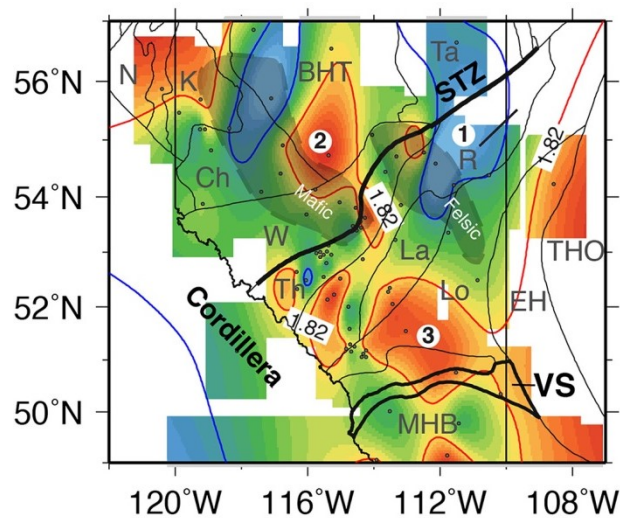 N
K
BHT
Ta
STZ
56°N
2
1
R
1.82
Ch
54°N
Mafic
Felsic
1.82
W
La
THO
Th
Lo
EH
52°N
Cordillera
1.82
3
VS
50°N
MHB
120°W
116°W
112°W
108°W